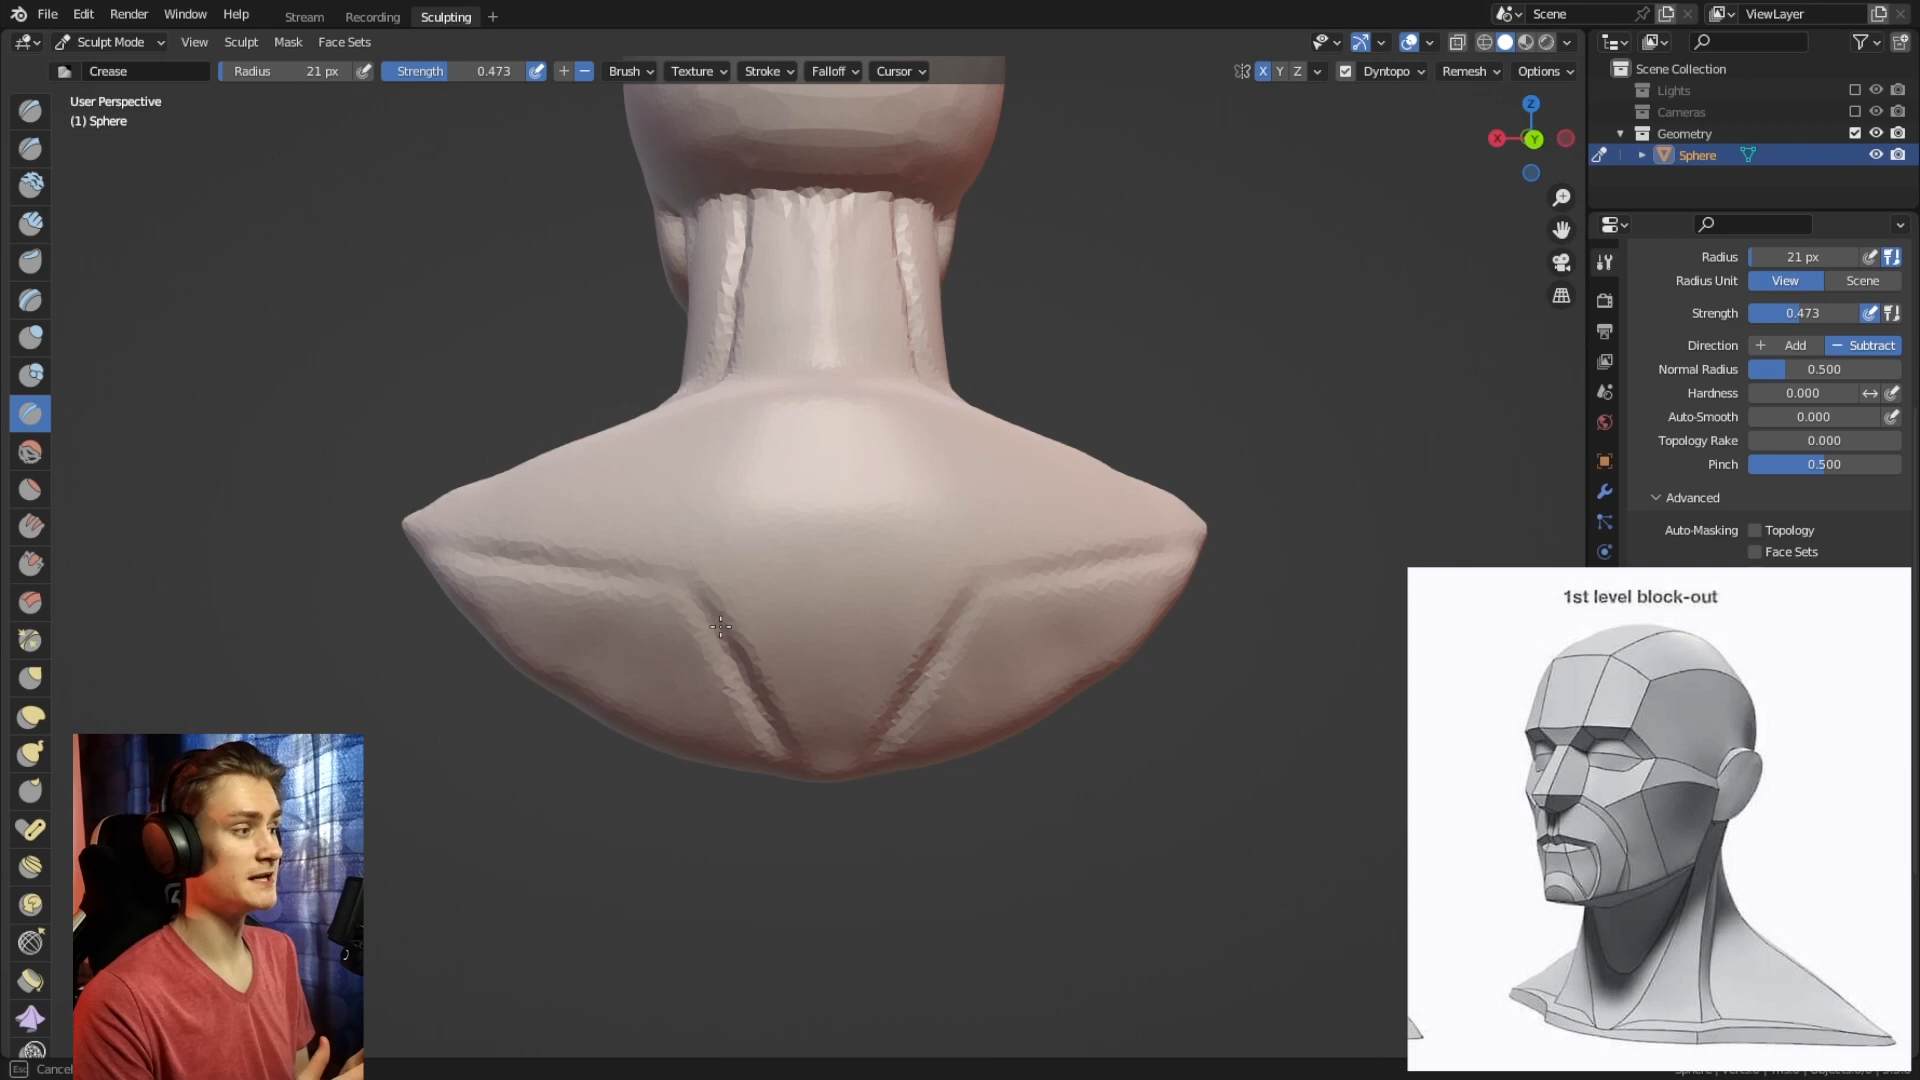 File Edit Render Window Help Stream Recording Sculpting + Scene ViewLayer
Sculpt Mode View Sculpt Mask Face Sets
Crease Radius 21 px Strength 0.473 + − Brush Texture Stroke Falloff Cursor X Y Z Dyntopo Remesh Options
User Perspective
(1) Sphere
Z
X
Y
Scene Collection
Lights
Cameras
Geometry
Sphere
Radius 21 px
Radius Unit View Scene
Strength 0.473
Direction + Add − Subtract
Normal Radius 0.500
Hardness 0.000
Auto-Smooth 0.000
Topology Rake 0.000
Pinch 0.500
Advanced
Auto-Masking Topology
Face Sets
1st level block-out
Esc Cancel